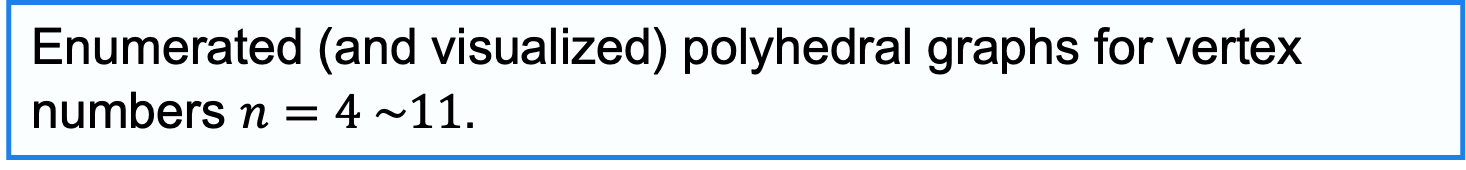 Enumerated (and visualized) polyhedral graphs for vertex
numbers n = 4 ~11.